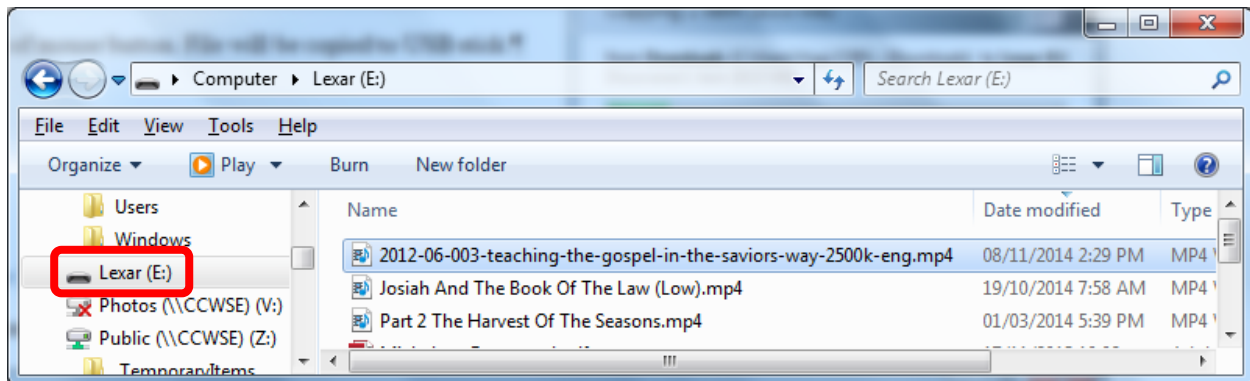 Computer ▸ Lexar (E:) Search Lexar (E:)
File Edit View Tools Help
Organize Play Burn New folder
Users
Windows
Lexar (E:)
Photos (\\CCWSE) (V:)
Public (\\CCWSE) (Z:)
TemporaryItems
Name Date modified Type
2012-06-003-teaching-the-gospel-in-the-saviors-way-2500k-eng.mp4 08/11/2014 2:29 PM MP4
Josiah And The Book Of The Law (Low).mp4 19/10/2014 7:58 AM MP4
Part 2 The Harvest Of The Seasons.mp4 01/03/2014 5:39 PM MP4